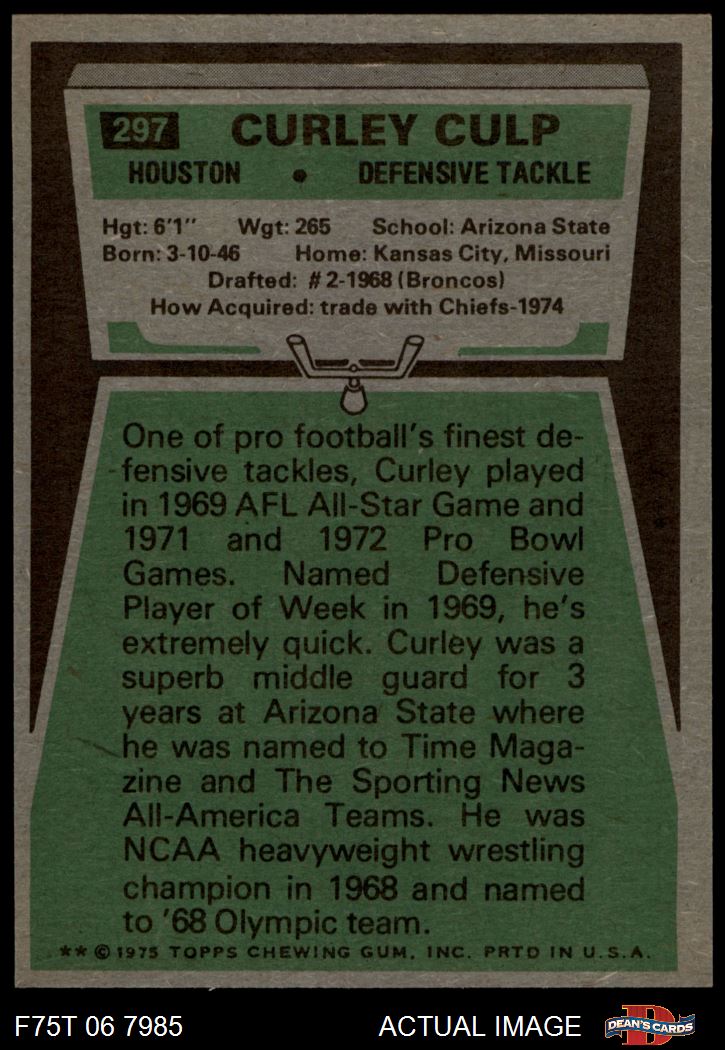 297 CURLEY CULP
HOUSTON • DEFENSIVE TACKLE
Hgt: 6'1" Wgt: 265 School: Arizona State
Born: 3-10-46 Home: Kansas City, Missouri
Drafted: #2-1968 (Broncos)
How Acquired: trade with Chiefs-1974
One of pro football's finest de-
fensive tackles, Curley played
in 1969 AFL All-Star Game and
1971 and 1972 Pro Bowl
Games. Named Defensive
Player of Week in 1969, he's
extremely quick. Curley was a
superb middle guard for 3
years at Arizona State where
he was named to Time Maga-
zine and The Sporting News
All-America Teams. He was
NCAA heavyweight wrestling
champion in 1968 and named
to '68 Olympic team.
** © 1975 TOPPS CHEWING GUM, INC. PRTD IN U.S.A.
F75T 06 7985 ACTUAL IMAGE DEAN'S CARDS